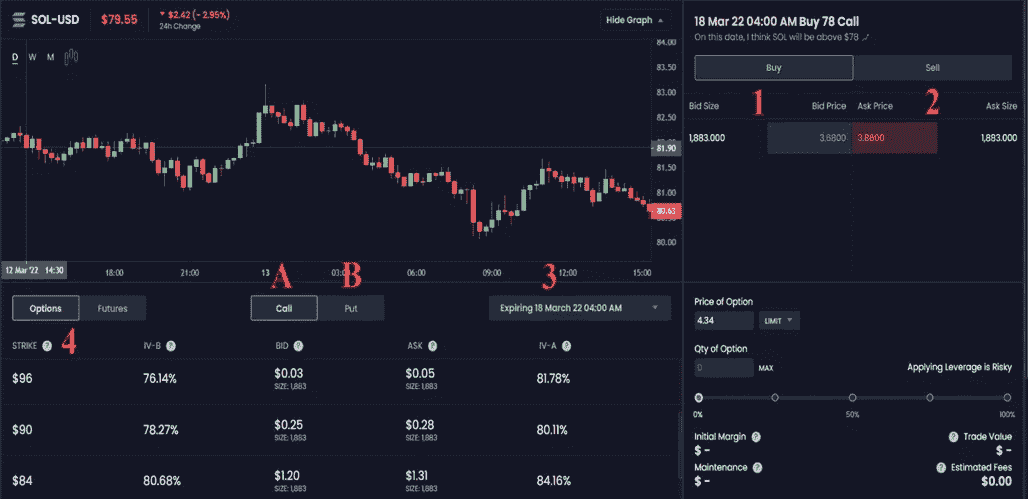 SOL-USD $79.55 $2.42 (- 2.95%) Hide Graph
24h Change
D W M
84.00
83.50
83.00
82.50
82.00
81.90
81.50
81.00
80.63
80.00
12 Mar '22 14:30 18:00 21:00 13 03:00 06:00 09:00 12:00 15:00
A B 3
Options Futures Call Put Expiring 18 March 22 04:00 AM
4
STRIKE ? IV-B ? BID ? ASK ? IV-A ?
$96 76.14% $0.03 $0.05 81.78%
SIZE: 1,883 SIZE: 1,883
$90 78.27% $0.25 $0.28 80.11%
SIZE: 1,883 SIZE: 1,883
$84 80.68% $1.20 $1.31 84.16%
SIZE: 1,883 SIZE: 1,883
18 Mar 22 04:00 AM Buy 78 Call
On this date, I think SOL will be above $78
Buy Sell
1 2
Bid Size Bid Price Ask Price Ask Size
1,883.000 3.8800 1,883.000
Price of Option
4.34 LIMIT
Qty of Option
0 MAX Applying Leverage is Risky
0% 50% 100%
Initial Margin ? ? Trade Value
$ - $ -
Maintenance ? ? Estimated Fees
$ - $0.00